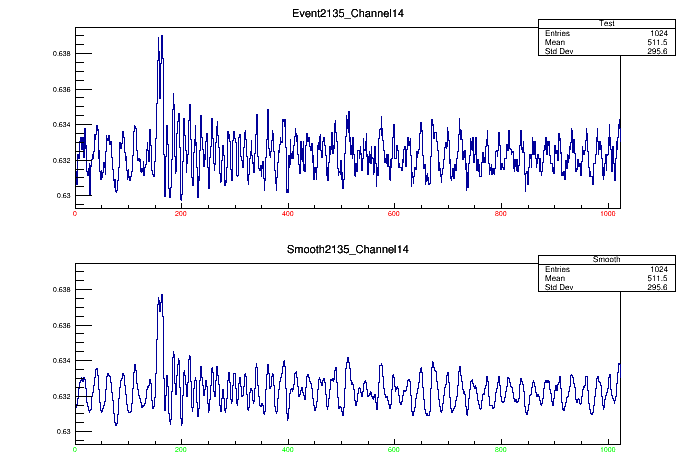 Event2135_Channel14
Test
Entries 1024
Mean 511.5
Std Dev 295.6
0.638
0.636
0.634
0.632
0.63
0 200 400 600 800 1000
Smooth2135_Channel14
Smooth
Entries 1024
Mean 511.5
Std Dev 295.6
0.638
0.636
0.634
0.632
0.63
0 200 400 600 800 1000